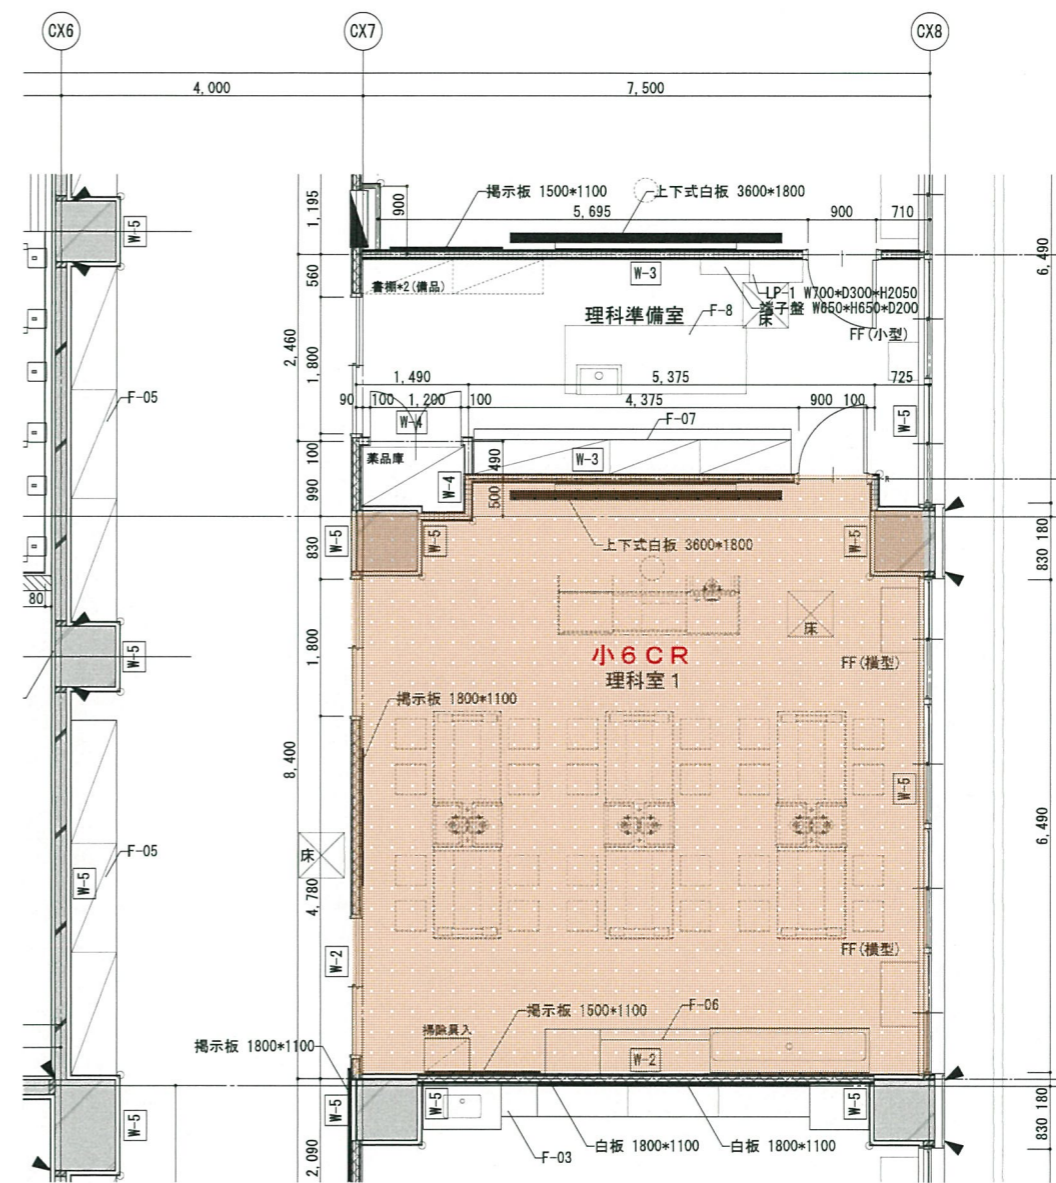 CX6
CX7
CX8
4,000
7,500
掲示板 1500*1100
上下式白板 3600*1800
1,195
900
5,695
900
710
W-5
6,490
560
書棚*2(備品)
W-3
LP-1 W700*D300*H2050
端子盤 W650*H650*D200
理科準備室
F-8
床
FF(小型)
2,460
1,800
1,490
5,375
725
90
100
1,200
100
4,375
900
100
F-05
W-4
F-07
W-5
100
薬品庫
490
W-3
990
W-4
500
830
W-5
W-5
上下式白板 3600*1800
W-5
180
830
80
床
1,800
W-5
小6CR
理科室1
FF(横型)
掲示板 1800*1100
8,400
W-5
6,490
床
F-05
W-5
4,780
FF(横型)
W-2
掲示板 1500*1100
F-06
掃除具入
掲示板 1800*1100
W-2
W-5
W-5
W-5
W-5
180
830
2,090
F-03
白板 1800*1100
白板 1800*1100